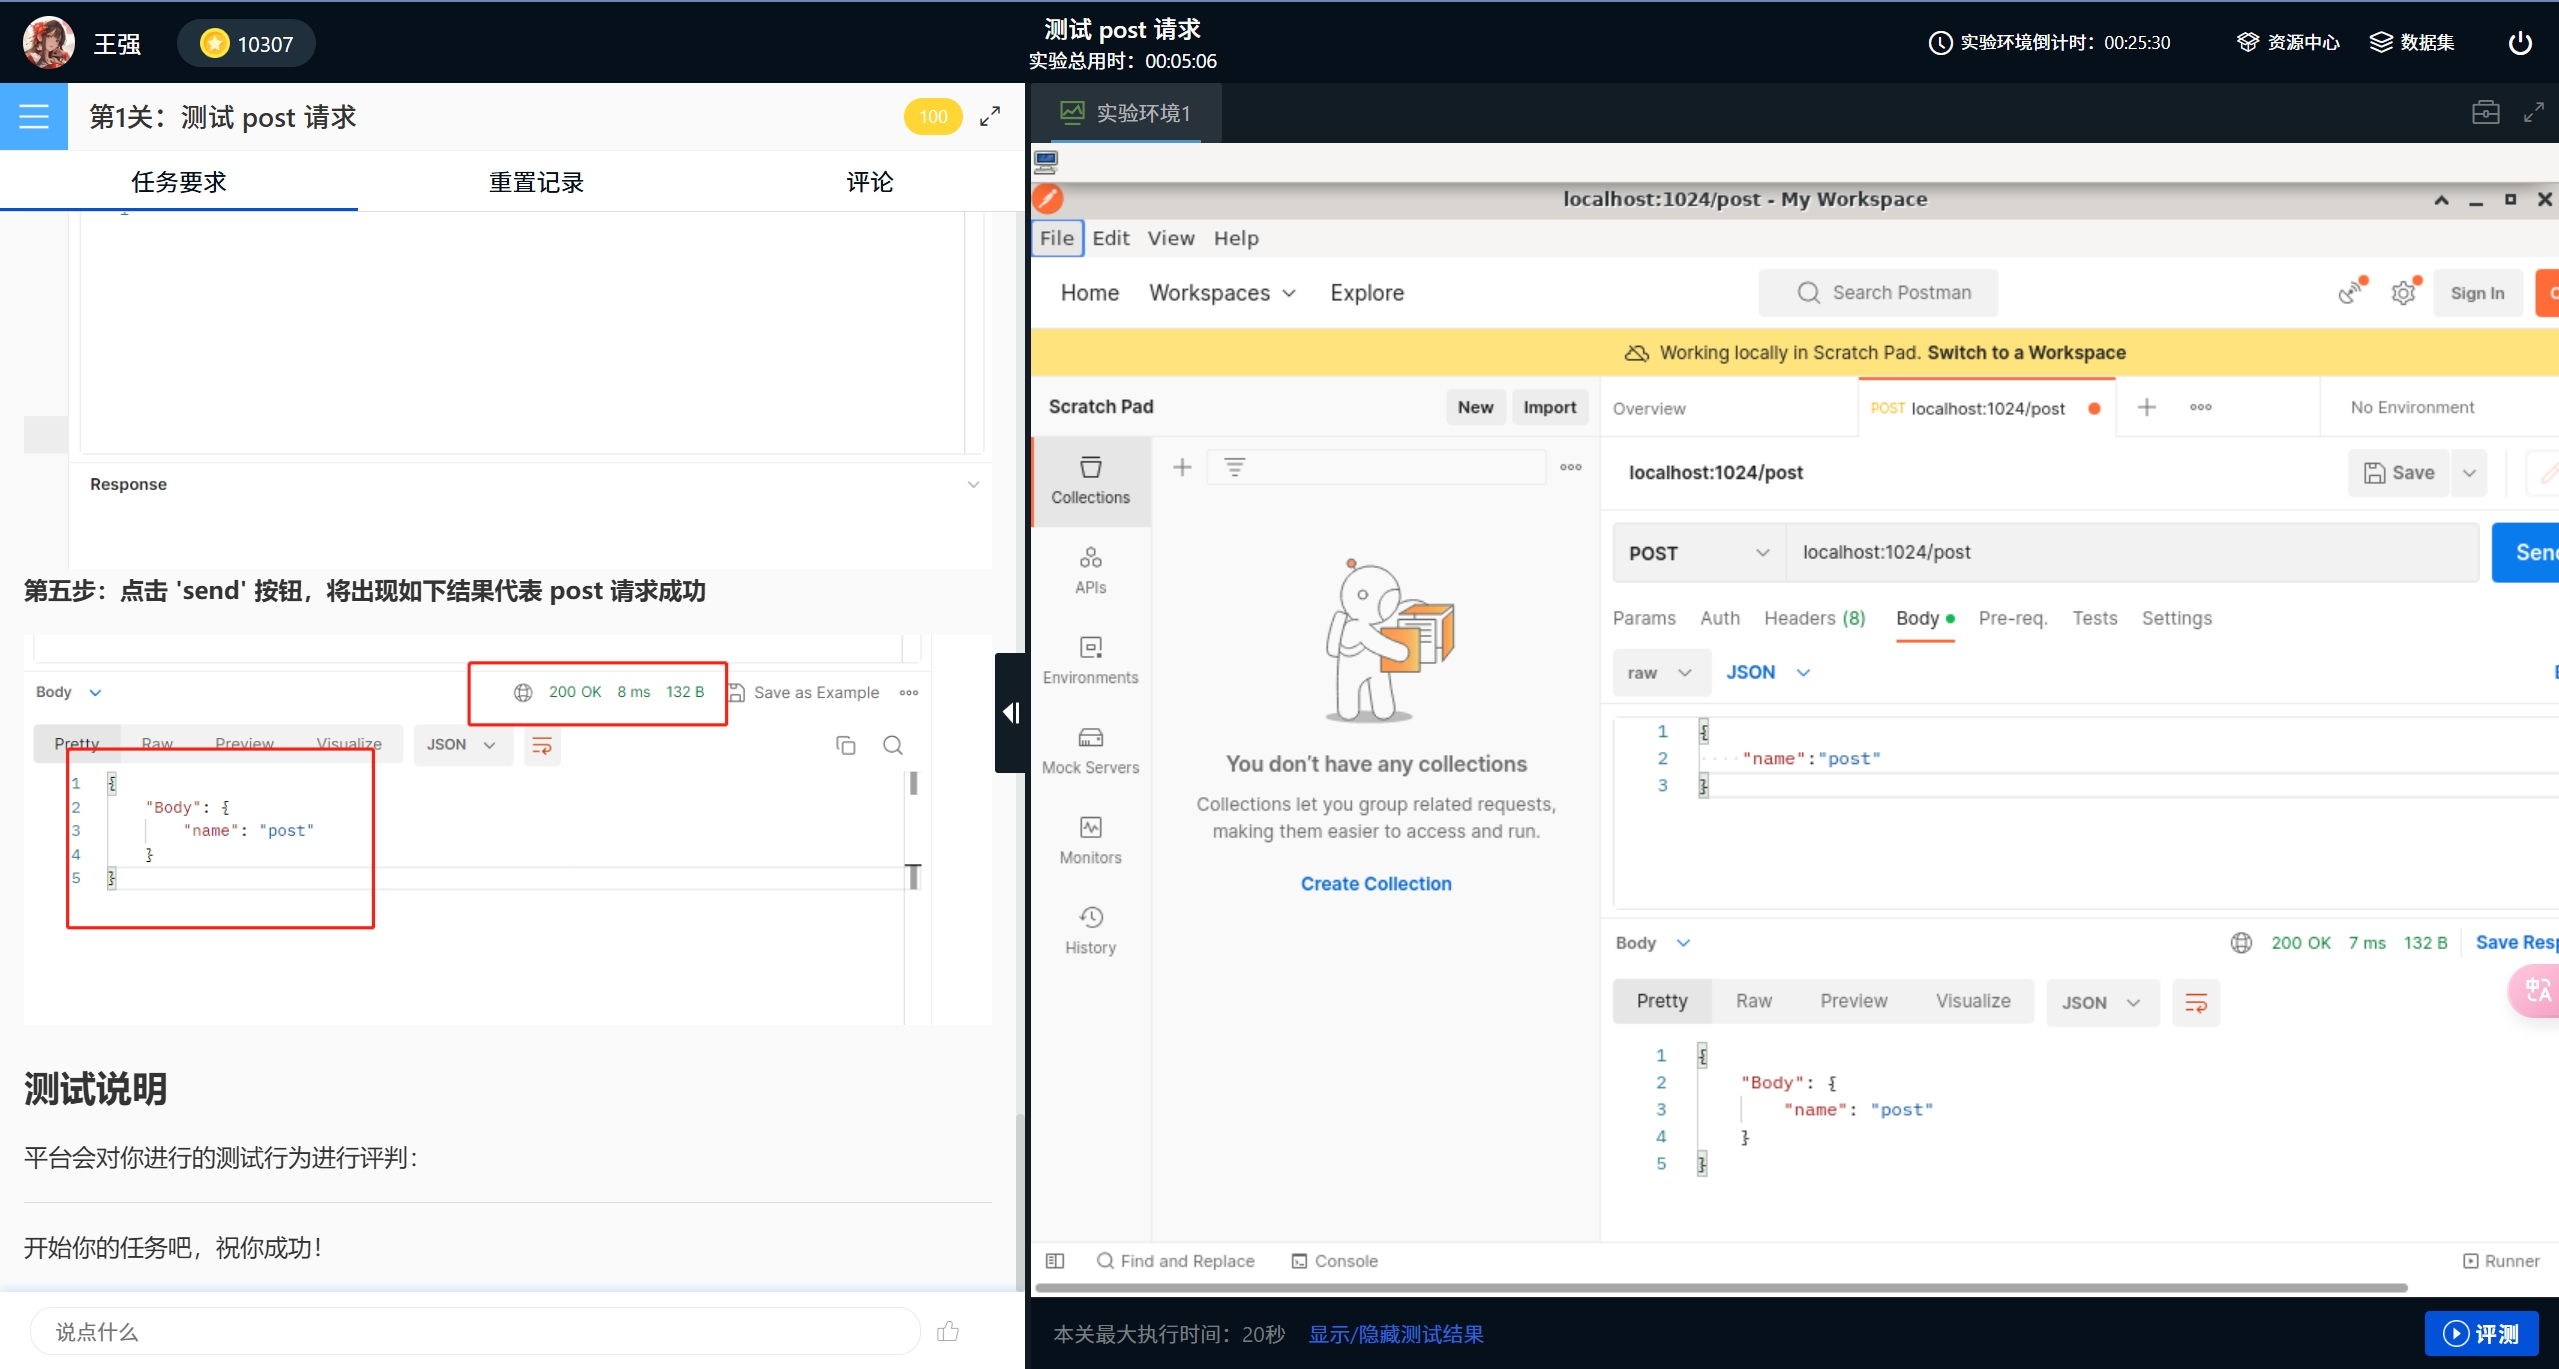 王强
10307
测试 post 请求
实验总用时：00:05:06
实验环境倒计时：00:25:30
资源中心
数据集
第1关：测试 post 请求
100
任务要求
重置记录
评论
Response
第五步：点击 'send' 按钮，将出现如下结果代表 post 请求成功
Body
200 OK 8 ms 132 B
Save as Example
Pretty Raw Preview Visualize JSON
1 {
2 "Body": {
3 "name": "post"
4 }
5 }
测试说明
平台会对你进行的测试行为进行评判：
开始你的任务吧，祝你成功！
说点什么
实验环境1
localhost:1024/post - My Workspace
File Edit View Help
Home Workspaces Explore
Search Postman
Sign In
Working locally in Scratch Pad. Switch to a Workspace
Scratch Pad
New Import
Overview
POST localhost:1024/post
No Environment
Collections
APIs
Environments
Mock Servers
Monitors
History
You don't have any collections
Collections let you group related requests,
making them easier to access and run.
Create Collection
localhost:1024/post
Save
POST
localhost:1024/post
Send
Params Auth Headers (8) Body Pre-req. Tests Settings
raw JSON
1 {
2 "name":"post"
3 }
Body
200 OK 7 ms 132 B
Save Resp
Pretty Raw Preview Visualize JSON
1 {
2 "Body": {
3 "name": "post"
4 }
5 }
Find and Replace
Console
Runner
本关最大执行时间：20秒
显示/隐藏测试结果
评测